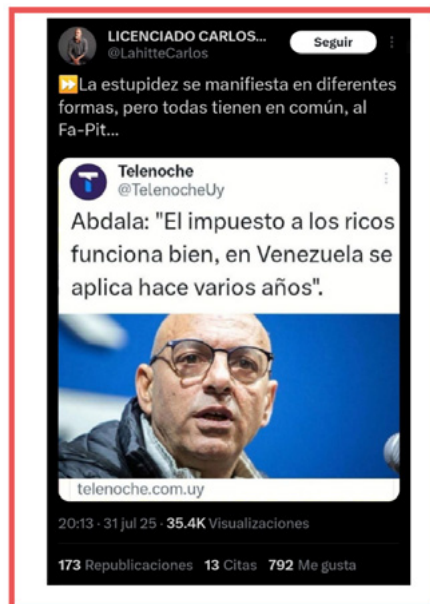 LICENCIADO CARLOS...
Seguir
@LahitteCarlos
⏩La estupidez se manifiesta en diferentes
formas, pero todas tienen en común, al
Fa-Pit...
Telenoche
@TelenocheUy
Abdala: "El impuesto a los ricos
funciona bien, en Venezuela se
aplica hace varios años".
telenoche.com.uy
20:13 · 31 jul 25 · 35.4K Visualizaciones
173 Republicaciones 13 Citas 792 Me gusta